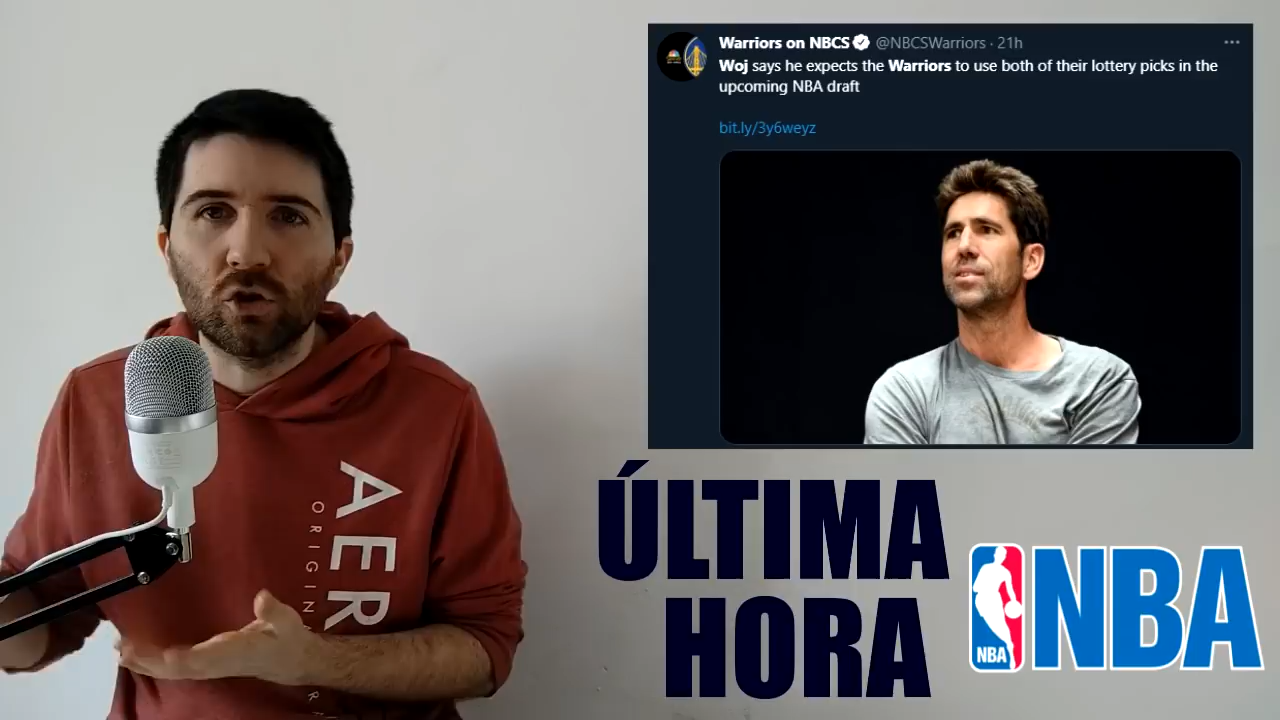 Warriors on NBCS @NBCSWarriors · 21h
Woj says he expects the Warriors to use both of their lottery picks in the
upcoming NBA draft
bit.ly/3y6weyz
AER
ORIGIN
ÚLTIMA
HORA
NBA
NBA